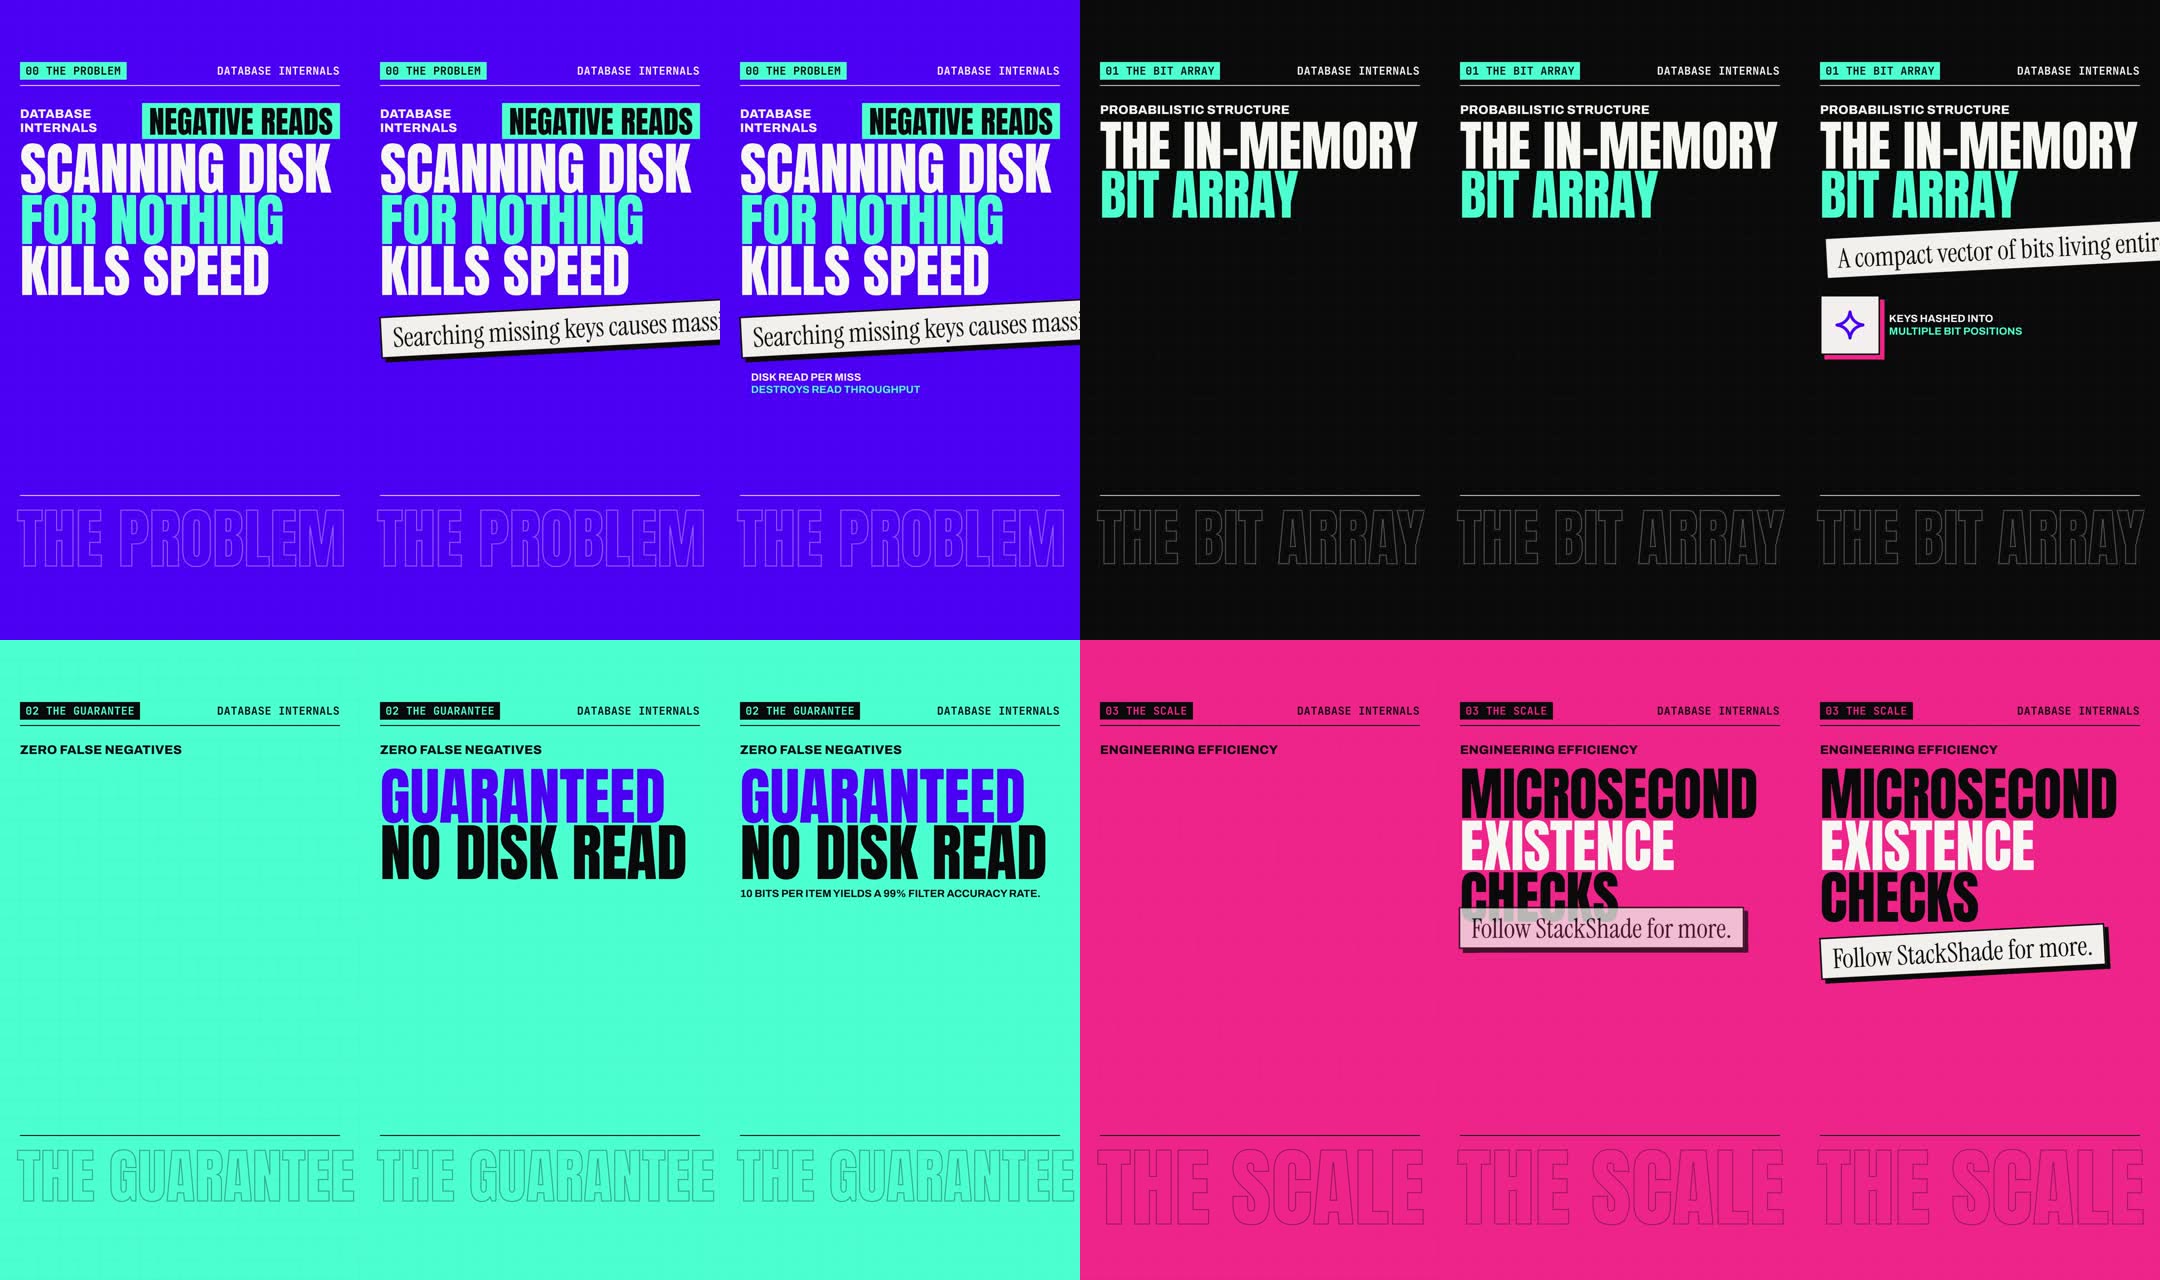 00 THE PROBLEM DATABASE INTERNALS
DATABASE INTERNALS
NEGATIVE READS
SCANNING DISK
FOR NOTHING
KILLS SPEED
THE PROBLEM
00 THE PROBLEM DATABASE INTERNALS
DATABASE INTERNALS
NEGATIVE READS
SCANNING DISK
FOR NOTHING
KILLS SPEED
Searching missing keys causes
THE PROBLEM
00 THE PROBLEM DATABASE INTERNALS
DATABASE INTERNALS
NEGATIVE READS
SCANNING DISK
FOR NOTHING
KILLS SPEED
Searching missing keys causes
DISK READ PER MISS
DESTROYS READ THROUGHPUT
THE PROBLEM
01 THE BIT ARRAY DATABASE INTERNALS
PROBABILISTIC STRUCTURE
THE IN-MEMORY
BIT ARRAY
THE BIT ARRAY
01 THE BIT ARRAY DATABASE INTERNALS
PROBABILISTIC STRUCTURE
THE IN-MEMORY
BIT ARRAY
THE BIT ARRAY
01 THE BIT ARRAY DATABASE INTERNALS
PROBABILISTIC STRUCTURE
THE IN-MEMORY
BIT ARRAY
A compact vector of bits living
KEYS HASHED INTO
MULTIPLE BIT POSITIONS
THE BIT ARRAY
02 THE GUARANTEE DATABASE INTERNALS
ZERO FALSE NEGATIVES
THE GUARANTEE
02 THE GUARANTEE DATABASE INTERNALS
ZERO FALSE NEGATIVES
GUARANTEED
NO DISK READ
THE GUARANTEE
02 THE GUARANTEE DATABASE INTERNALS
ZERO FALSE NEGATIVES
GUARANTEED
NO DISK READ
10 BITS PER ITEM YIELDS A 99% FILTER ACCURACY RATE.
THE GUARANTEE
03 THE SCALE DATABASE INTERNALS
ENGINEERING EFFICIENCY
THE SCALE
03 THE SCALE DATABASE INTERNALS
ENGINEERING EFFICIENCY
MICROSECOND
EXISTENCE
CHECKS
Follow StackShade for more.
THE SCALE
03 THE SCALE DATABASE INTERNALS
ENGINEERING EFFICIENCY
MICROSECOND
EXISTENCE
CHECKS
Follow StackShade for more.
THE SCALE